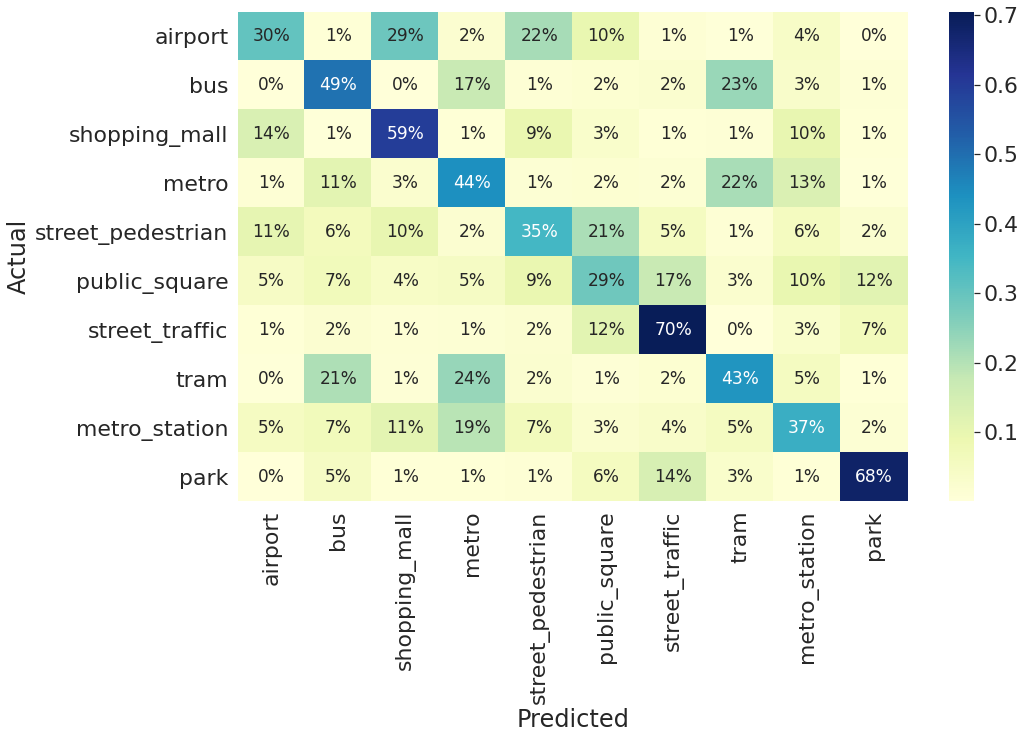 airport 30% 1% 29% 2% 22% 10% 1% 1% 4% 0%
bus 0% 49% 0% 17% 1% 2% 2% 23% 3% 1%
shopping_mall 14% 1% 59% 1% 9% 3% 1% 1% 10% 1%
metro 1% 11% 3% 44% 1% 2% 2% 22% 13% 1%
street_pedestrian 11% 6% 10% 2% 35% 21% 5% 1% 6% 2%
public_square 5% 7% 4% 5% 9% 29% 17% 3% 10% 12%
street_traffic 1% 2% 1% 1% 2% 12% 70% 0% 3% 7%
tram 0% 21% 1% 24% 2% 1% 2% 43% 5% 1%
metro_station 5% 7% 11% 19% 7% 3% 4% 5% 37% 2%
park 0% 5% 1% 1% 1% 6% 14% 3% 1% 68%
Actual
airport
bus
shopping_mall
metro
street_pedestrian
public_square
street_traffic
tram
metro_station
park
Predicted
0.7
0.6
0.5
0.4
0.3
0.2
0.1